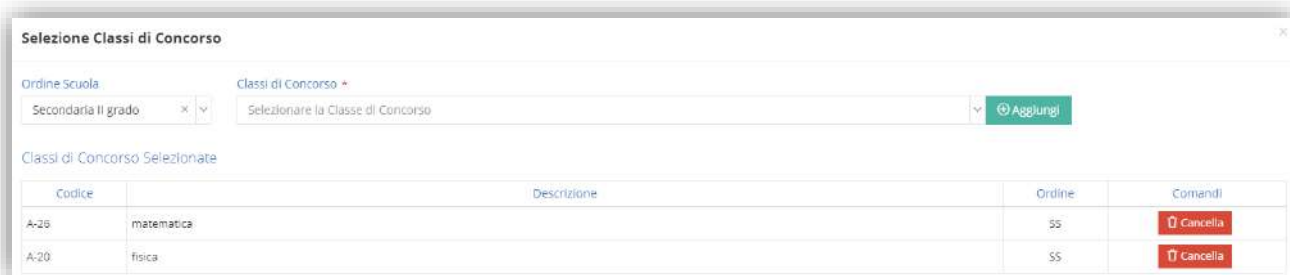 Selezione Classi di Concorso
Ordine Scuola Classi di Concorso *
Secondaria II grado Selezionare la Classe di Concorso Aggiungi
Classi di Concorso Selezionate
Codice Descrizione Ordine Comandi
A-26 matematica SS Cancella
A-20 fisica SS Cancella